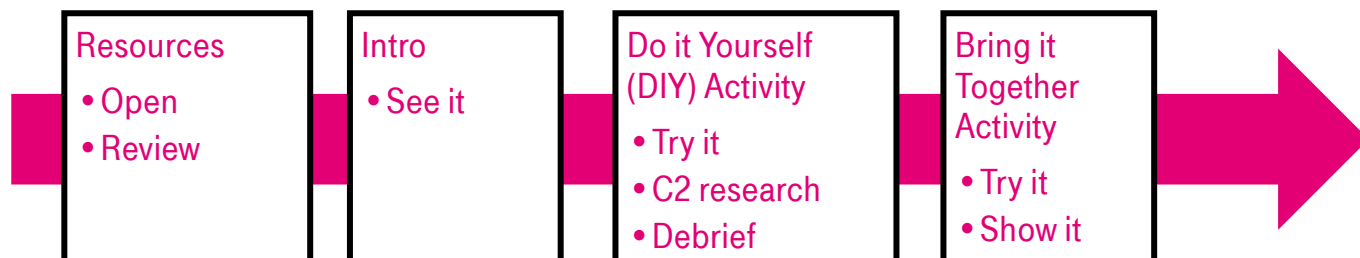 Resources
• Open
• Review
Intro
• See it
Do it Yourself
(DIY) Activity
• Try it
• C2 research
• Debrief
Bring it
Together
Activity
• Try it
• Show it